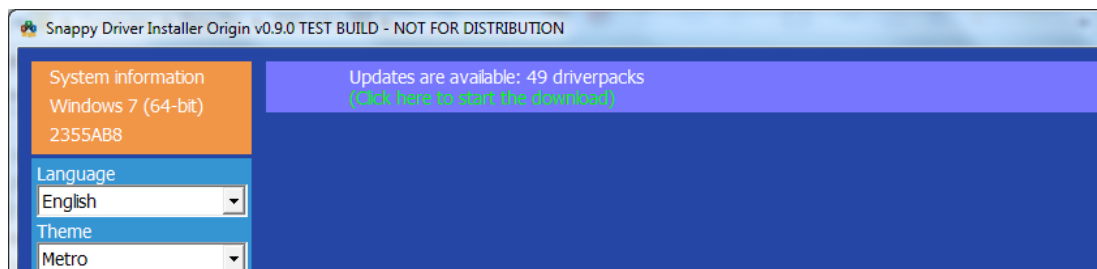 Snappy Driver Installer Origin v0.9.0 TEST BUILD - NOT FOR DISTRIBUTION
System information
Windows 7 (64-bit)
2355AB8
Updates are available: 49 driverpacks
(Click here to start the download)
Language
English
Theme
Metro